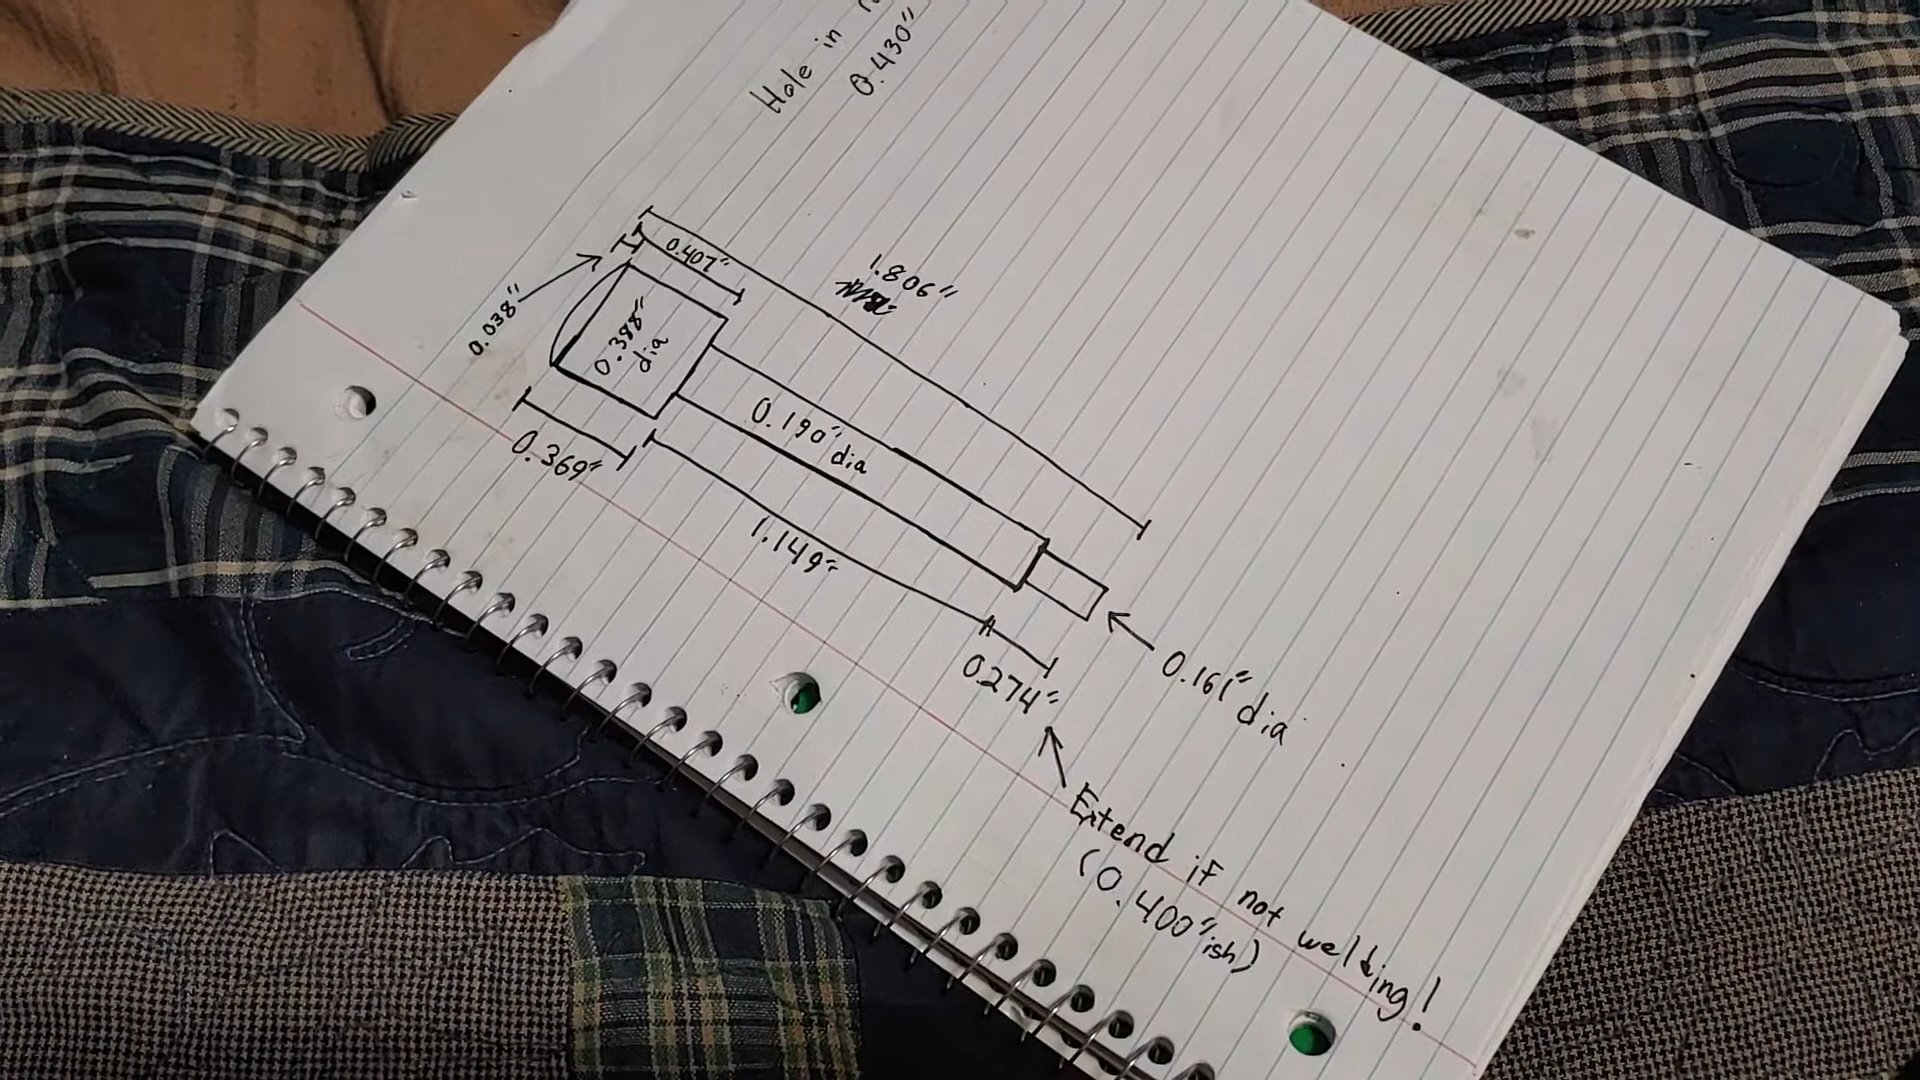 Hole in
0.430"
1.806"
0.407"
0.038"
0.398"
dia
0.190" dia
0.369"
1.149"
0.274"
0.161" dia
Extend if not welding!
(0.400"ish)